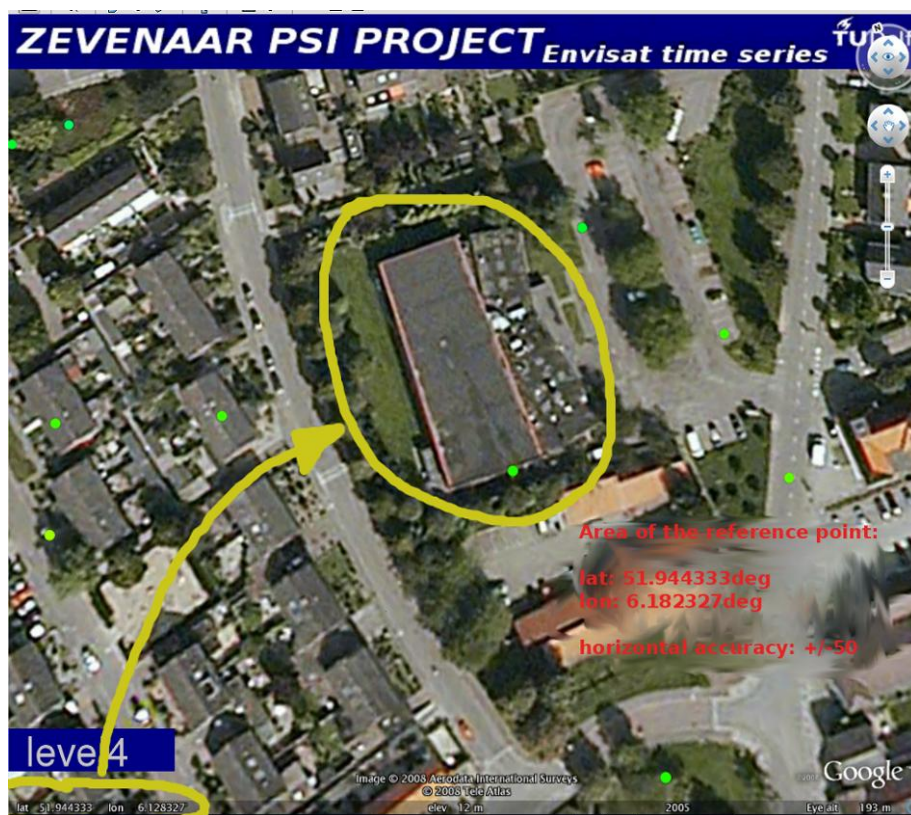 ZEVENAAR PSI PROJECT Envisat time series
N
Area of the reference point:
lat: 51.944333deg
lon: 6.182327deg
horizontal accuracy: +/-50
level4
Image © 2008 Aerodata International Surveys
© 2008 Tele Atlas
Google
lat 51.944333 lon 6.128327 elev 12 m 2005 Eye alt 193 m